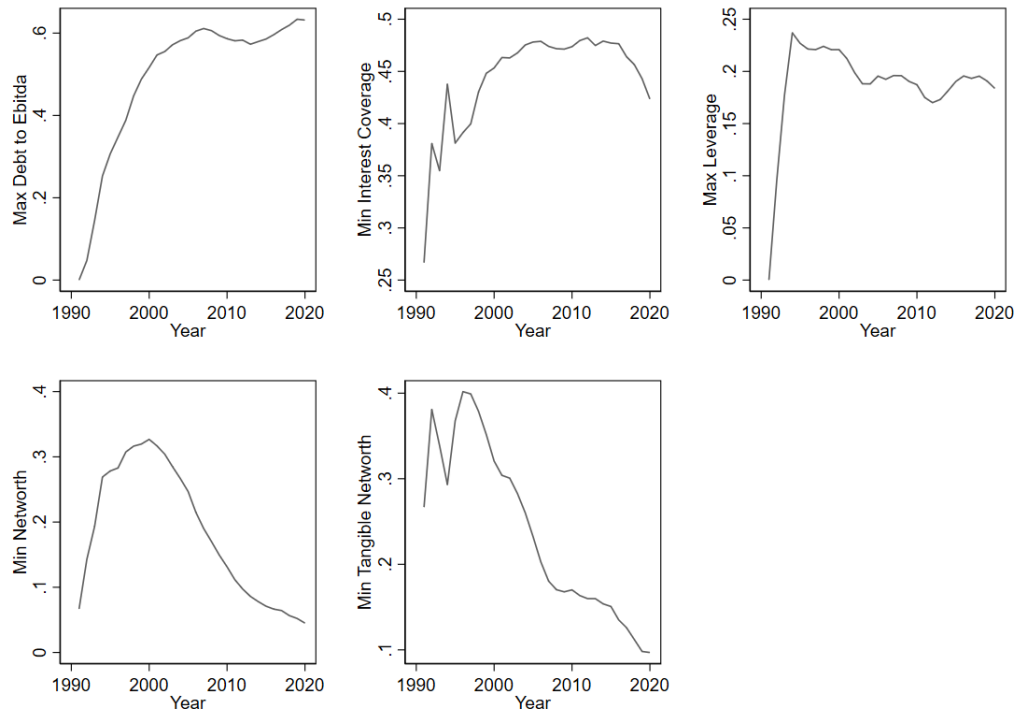 Max Debt to Ebitda
.6
.4
.2
0
1990 2000 2010 2020
Year
Min Interest Coverage
.5
.45
.4
.35
.3
.25
1990 2000 2010 2020
Year
Max Leverage
.25
.2
.15
.1
.05
0
1990 2000 2010 2020
Year
Min Networth
.4
.3
.2
.1
0
1990 2000 2010 2020
Year
Min Tangible Networth
.4
.3
.2
.1
1990 2000 2010 2020
Year